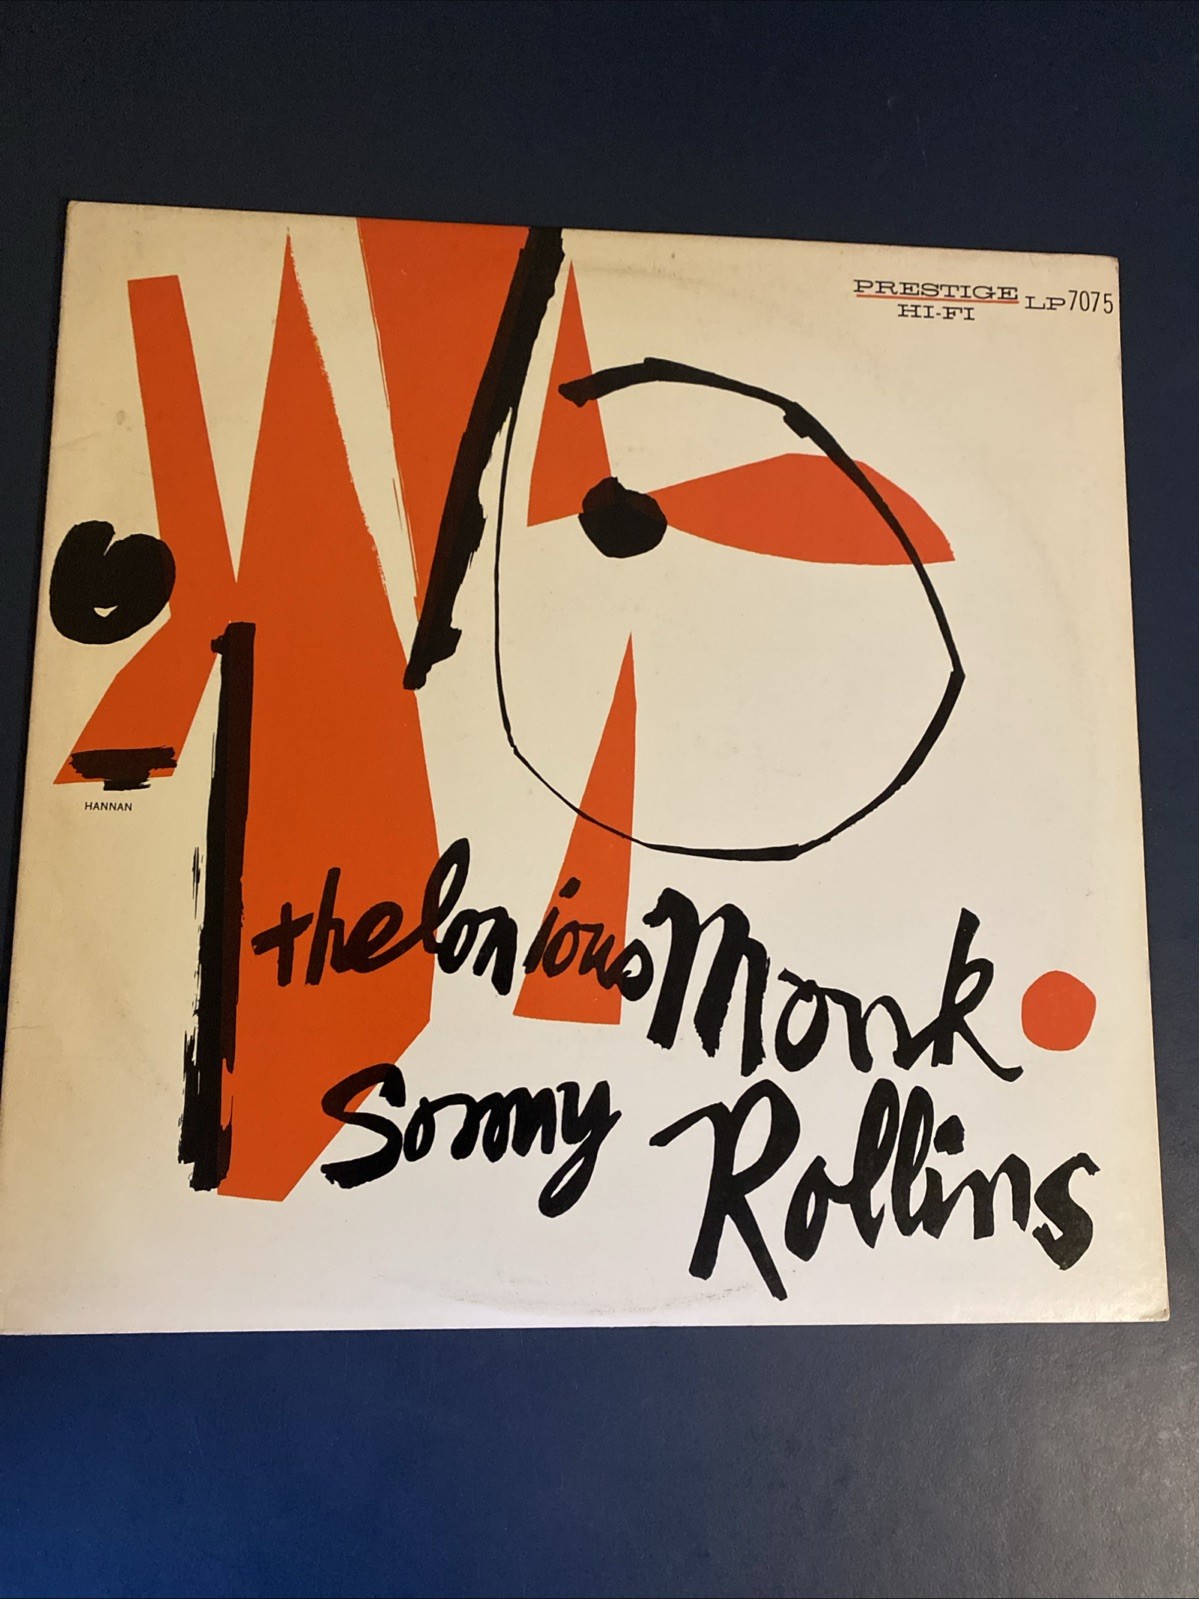 PRESTIGE LP 7075
HI-FI
HANNAN
thelonious Monk
Sonny Rollins